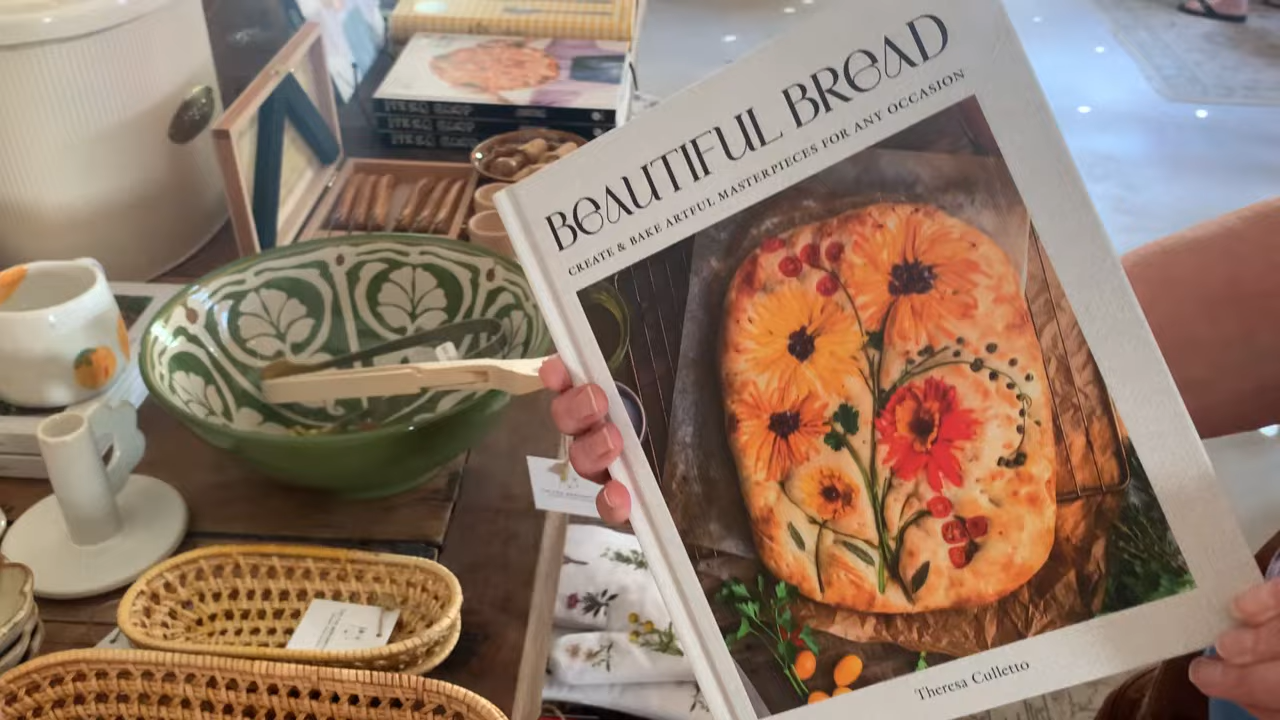 BEAUTIFUL BREAD
CREATE & BAKE ARTFUL MASTERPIECES FOR ANY OCCASION
Theresa Culletto